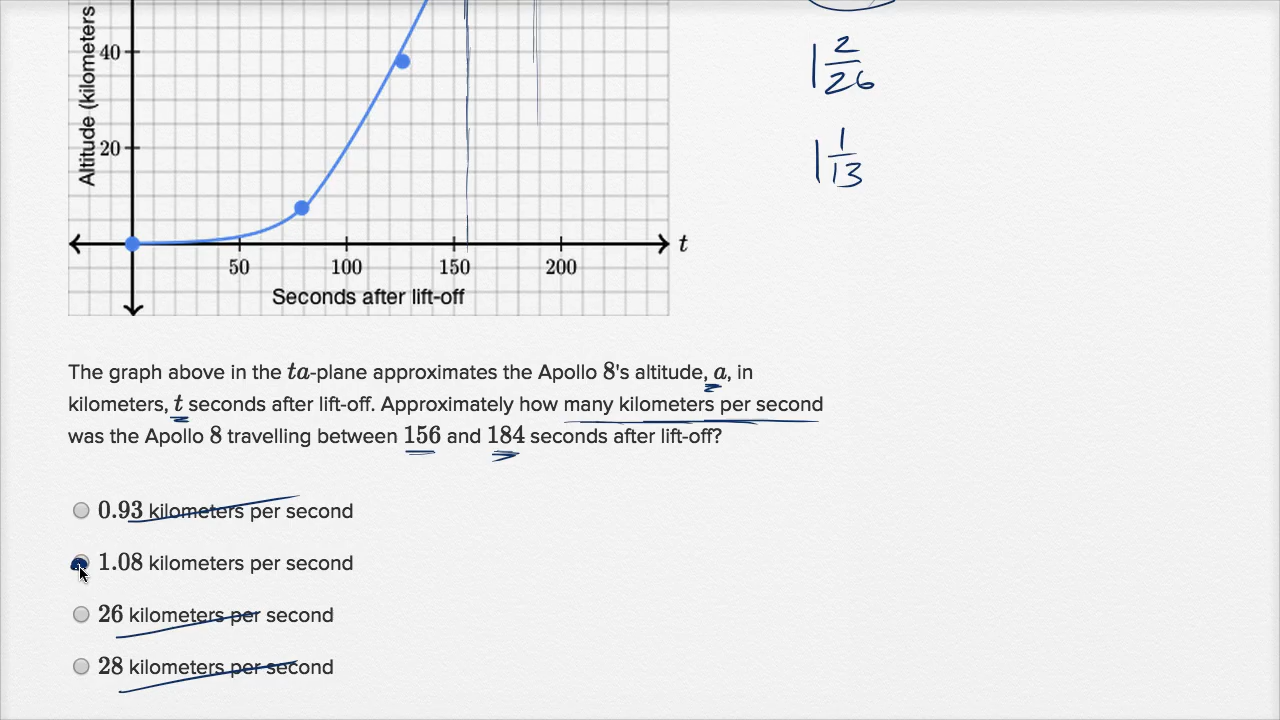 Altitude (kilometers
40
20
50 100 150 200
t
Seconds after lift-off
1 2/26
1 1/13
The graph above in the ta-plane approximates the Apollo 8's altitude, a, in
kilometers, t seconds after lift-off. Approximately how many kilometers per second
was the Apollo 8 travelling between 156 and 184 seconds after lift-off?
0.93 kilometers per second
1.08 kilometers per second
26 kilometers per second
28 kilometers per second